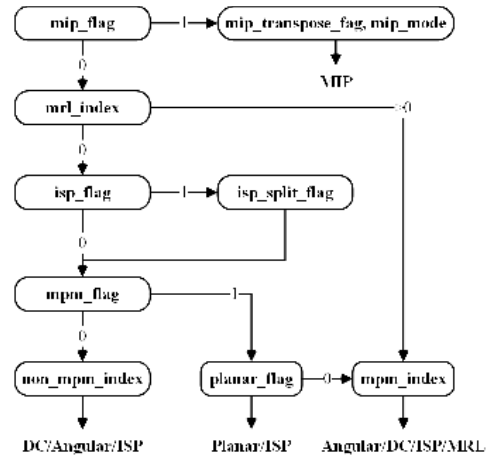 mip_flag
1
mip_transpose_fag, mip_mode
0
MIP
mrl_index
>0
0
isp_flag
1
isp_split_flag
0
mpm_flag
1
0
non_mpm_index
planar_flag
0
mpm_index
DC/Angular/ISP
Planar/ISP
Angular/DC/ISP/MRL